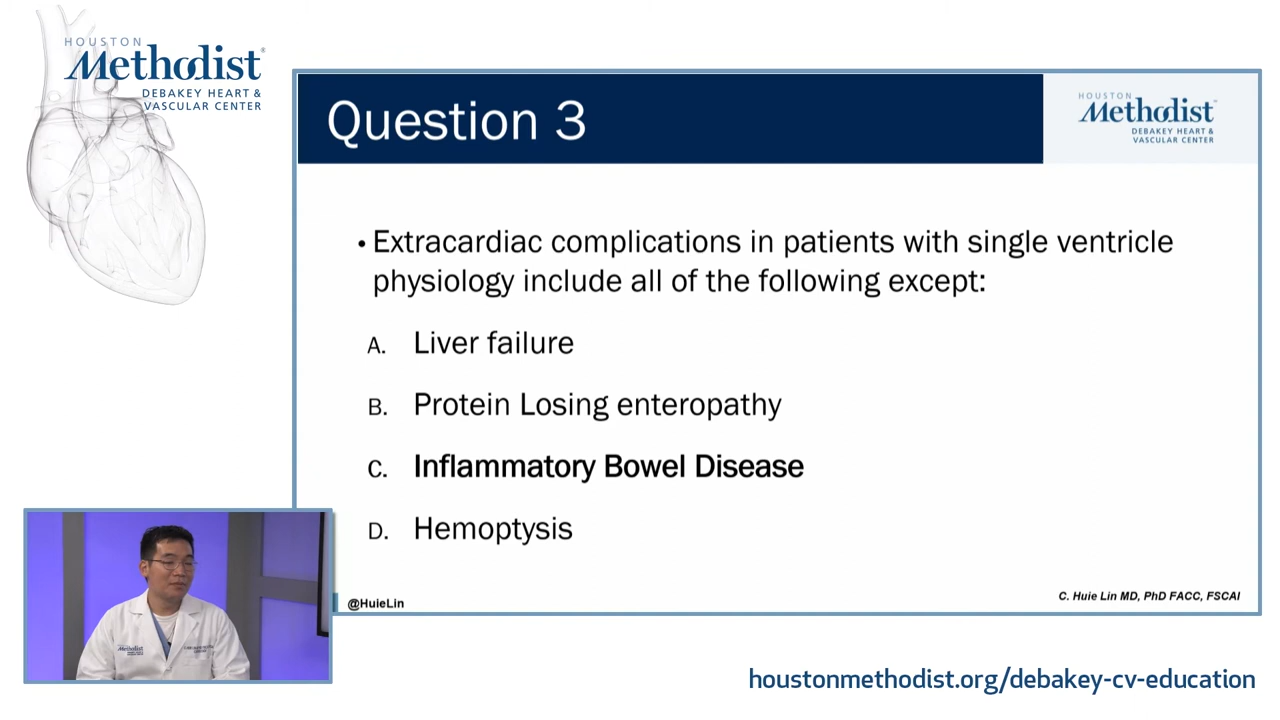 HOUSTON
Methodist®
DEBAKEY HEART &
VASCULAR CENTER
Question 3
HOUSTON
Methodist
DEBAKEY HEART &
VASCULAR CENTER
• Extracardiac complications in patients with single ventricle
physiology include all of the following except:
A. Liver failure
B. Protein Losing enteropathy
C. Inflammatory Bowel Disease
D. Hemoptysis
@HuieLin
C. Huie Lin MD, PhD FACC, FSCAI
Methodist
houstonmethodist.org/debakey-cv-education